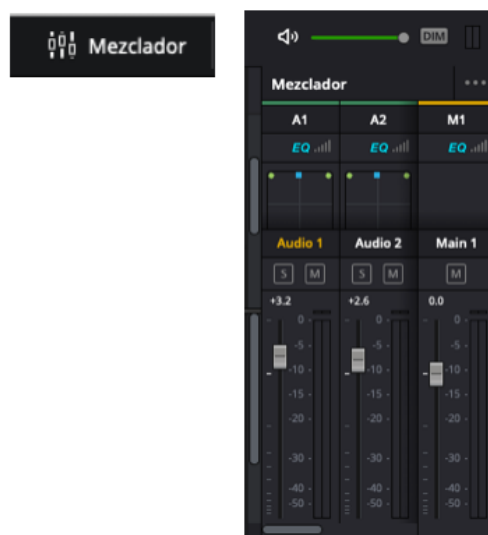 Mezclador
DIM
Mezclador ...
A1 A2 M1
EQ EQ EQ
Audio 1 Audio 2 Main 1
S M S M M
+3.2 +2.6 0.0
0 0 0
-5 -5 -5
-10 -10 -10
-15 -15 -15
-20 -20 -20
-30 -30 -30
-40 -40 -40
-50 -50 -50